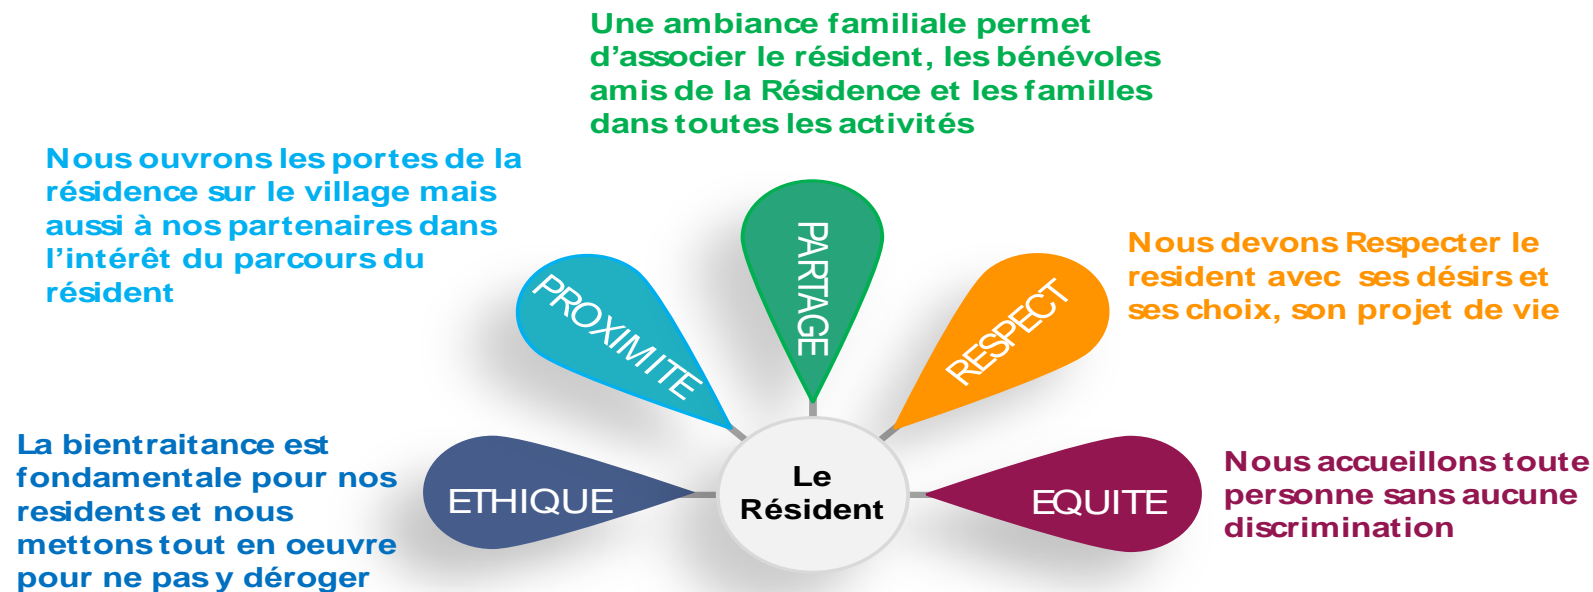 Une ambiance familiale permet
d’associer le résident, les bénévoles
amis de la Résidence et les familles
dans toutes les activités
Nous ouvrons les portes de la
résidence sur le village mais
aussi à nos partenaires dans
l’intérêt du parcours du
résident
PROXIMITE
PARTAGE
RESPECT
Nous devons Respecter le
resident avec ses désirs et
ses choix, son projet de vie
La bientraitance est
fondamentale pour nos
residents et nous
mettons tout en oeuvre
pour ne pas y déroger
ETHIQUE
Le
Résident
EQUITE
Nous accueillons toute
personne sans aucune
discrimination